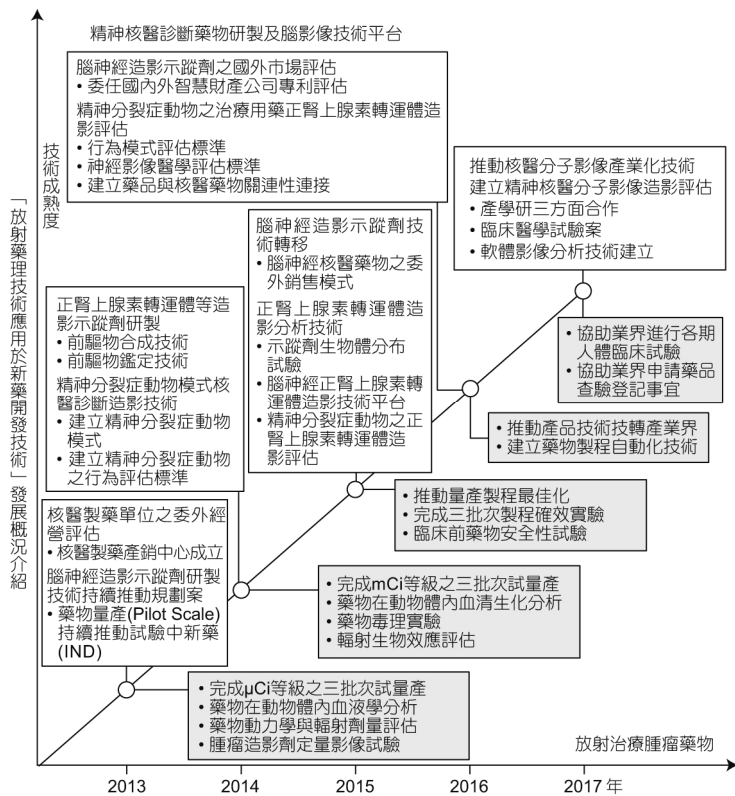 精神核醫診斷藥物研製及腦影像技術平台
腦神經造影示蹤劑之國外市場評估
• 委任國內外智慧財產公司專利評估
精神分裂症動物之治療用藥正腎上腺素轉運體造
影評估
• 行為模式評估標準
• 神經影像醫學評估標準
• 建立藥品與核醫藥物關連性連接
技術成熟度
「放射藥理技術應用於新藥開發技術」發展概況介紹
推動核醫分子影像產業化技術
建立精神核醫分子影像造影評估
• 產學研三方面合作
• 臨床醫學試驗案
• 軟體影像分析技術建立
腦神經造影示蹤劑技
術轉移
• 腦神經核醫藥物之委
外銷售模式
正腎上腺素轉運體造
影分析技術
• 示蹤劑生物體分布
試驗
• 腦神經正腎上腺素轉
運體造影技術平台
• 精神分裂症動物之正
腎上腺素轉運體造
影評估
正腎上腺素轉運體等造
影示蹤劑研製
• 前驅物合成技術
• 前驅物鑑定技術
精神分裂症動物模式核
醫診斷造影技術
• 建立精神分裂症動物
模式
• 建立精神分裂症動物
之行為評估標準
核醫製藥單位之委外經
營評估
• 核醫製藥產銷中心成立
腦神經造影示蹤劑研製
技術持續推動規劃案
• 藥物量產(Pilot Scale)
持續推動試驗中新藥
(IND)
• 協助業界進行各期
人體臨床試驗
• 協助業界申請藥品
查驗登記事宜
• 推動產品技術技轉產業界
• 建立藥物製程自動化技術
• 推動量產製程最佳化
• 完成三批次製程確效實驗
• 臨床前藥物安全性試驗
• 完成mCi等級之三批次試量產
• 藥物在動物體內血清生化分析
• 藥物毒理實驗
• 輻射生物效應評估
• 完成μCi等級之三批次試量產
• 藥物在動物體內血液學分析
• 藥物動力學與輻射劑量評估
• 腫瘤造影劑定量影像試驗
放射治療腫瘤藥物
2013 2014 2015 2016 2017 年